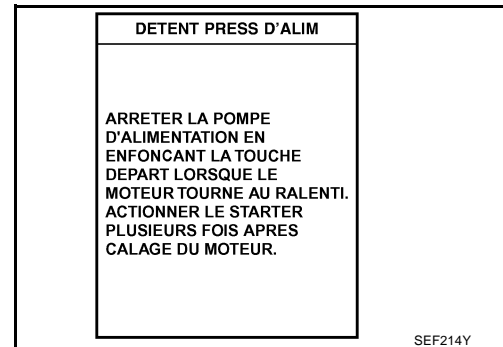 DETENT PRESS D'ALIM
ARRETER LA POMPE
D'ALIMENTATION EN
ENFONCANT LA TOUCHE
DEPART LORSQUE LE
MOTEUR TOURNE AU RALENTI.
ACTIONNER LE STARTER
PLUSIEURS FOIS APRES
CALAGE DU MOTEUR.
SEF214Y